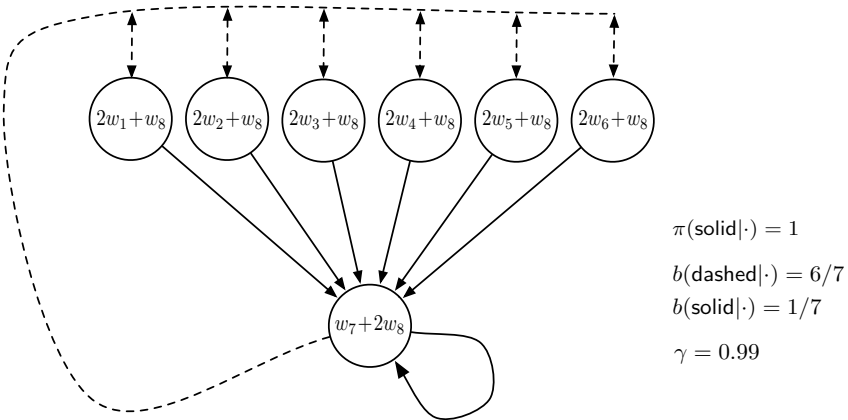 2w₁+w₈ 2w₂+w₈ 2w₃+w₈ 2w₄+w₈ 2w₅+w₈ 2w₆+w₈
π(solid|·) = 1
b(dashed|·) = 6/7
b(solid|·) = 1/7
w₇+2w₈
γ = 0.99